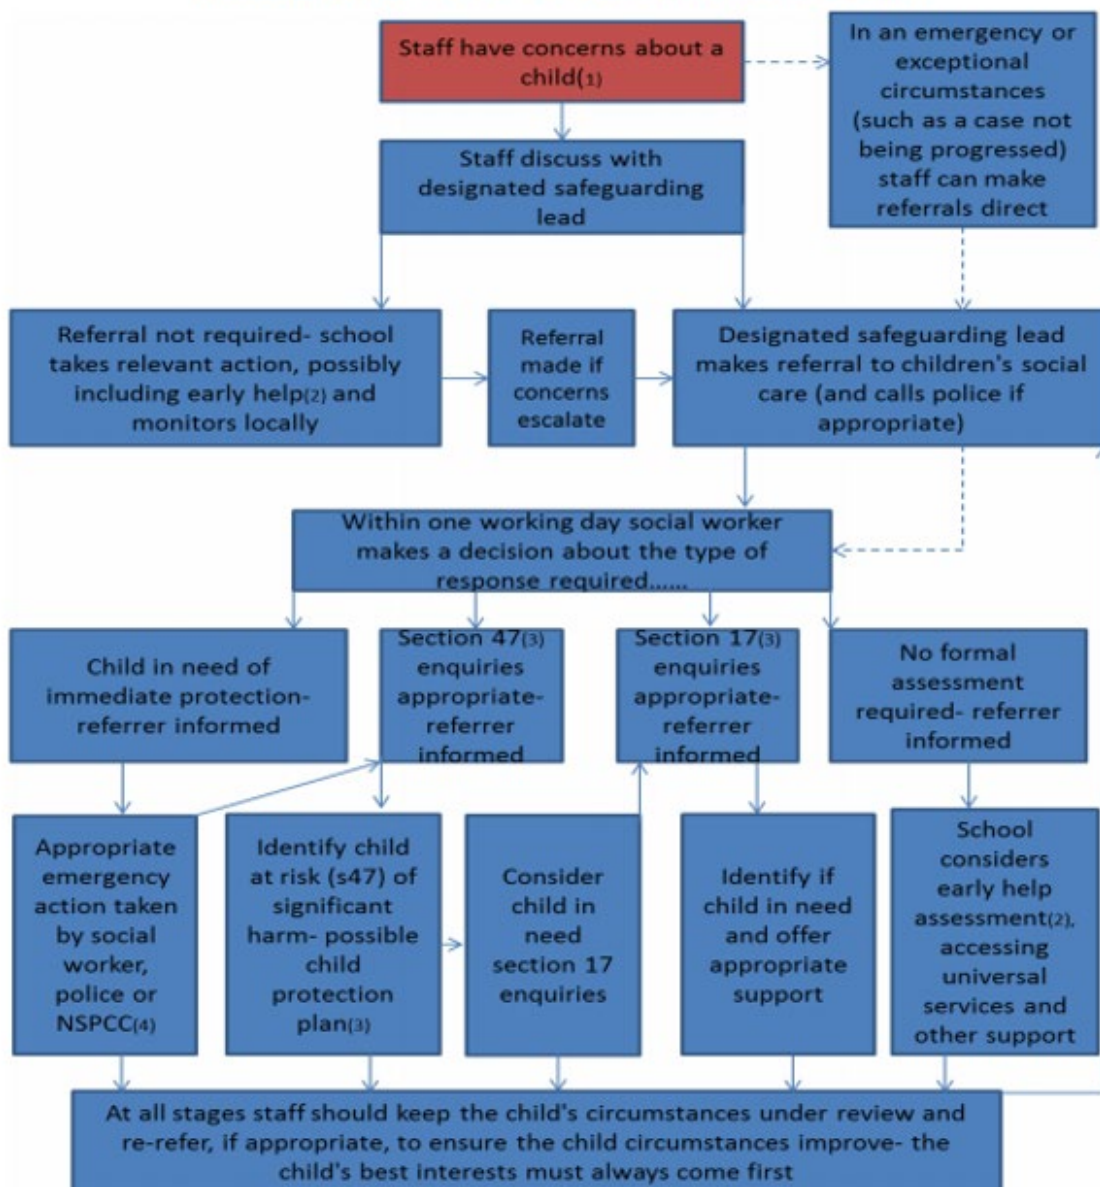 Staff have concerns about a
child(1)
In an emergency or
exceptional
circumstances
(such as a case not
being progressed)
staff can make
referrals direct
Staff discuss with
designated safeguarding
lead
Referral not required- school
takes relevant action, possibly
including early help(2) and
monitors locally
Referral
made if
concerns
escalate
Designated safeguarding lead
makes referral to children's social
care (and calls police if
appropriate)
Within one working day social worker
makes a decision about the type of
response required......
Child in need of
immediate protection-
referrer informed
Section 47(3)
enquiries
appropriate-
referrer
informed
Section 17(3)
enquiries
appropriate-
referrer
informed
No formal
assessment
required- referrer
informed
Appropriate
emergency
action taken
by social
worker,
police or
NSPCC(4)
Identify child
at risk (s47) of
significant
harm- possible
child
protection
plan(3)
Consider
child in
need
section 17
enquiries
Identify if
child in need
and offer
appropriate
support
School
considers
early help
assessment(2),
accessing
universal
services and
other support
At all stages staff should keep the child's circumstances under review and
re-refer, if appropriate, to ensure the child circumstances improve- the
child's best interests must always come first